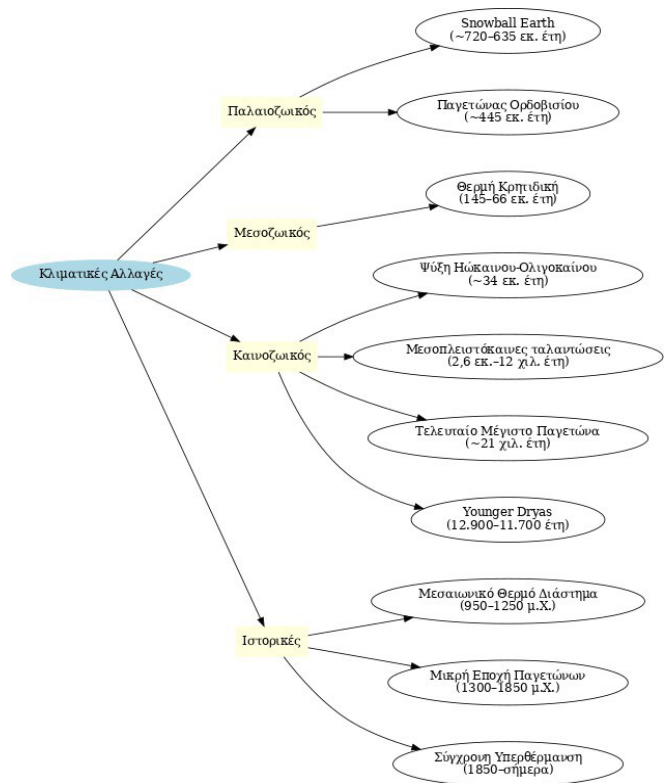 Snowball Earth
(~720–635 εκ. έτη)
Παλαιοζωικός
Παγετώνας Ορδοβισίου
(~445 εκ. έτη)
Θερμή Κρητιδική
(145–66 εκ. έτη)
Μεσοζωικός
Κλιματικές Αλλαγές
Ψύξη Ηώκαινου-Ολιγοκαίνου
(~34 εκ. έτη)
Καινοζωικός
Μεσοπλειστόκαινες ταλαντώσεις
(2,6 εκ.–12 χιλ. έτη)
Τελευταίο Μέγιστο Παγετώνα
(~21 χιλ. έτη)
Younger Dryas
(12.900–11.700 έτη)
Μεσαιωνικό Θερμό Διάστημα
(950–1250 μ.Χ.)
Ιστορικές
Μικρή Εποχή Παγετώνων
(1300–1850 μ.Χ.)
Σύγχρονη Υπερθέρμανση
(1850–σήμερα)